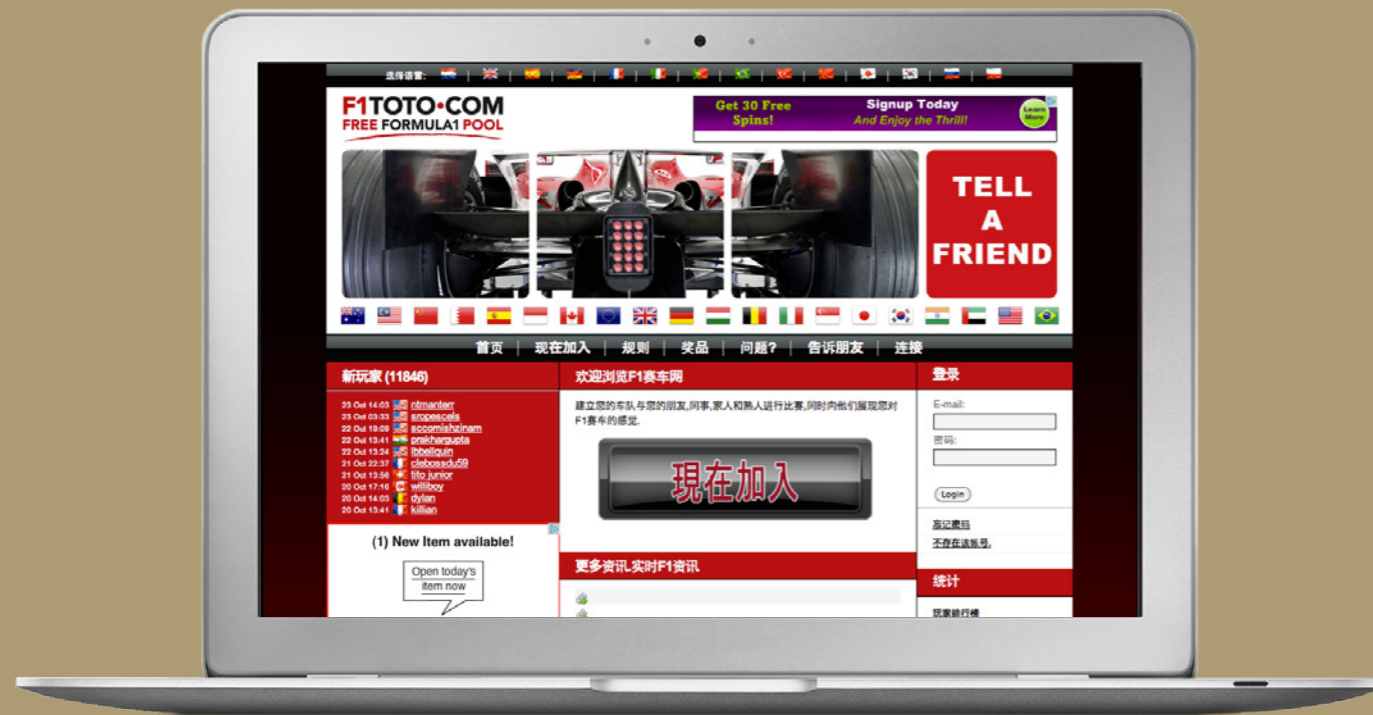 选择语言:
F1TOTO•COM
FREE FORMULA1 POOL
Get 30 Free
Spins!
Signup Today
And Enjoy the Thrill!
Learn
More
TELL
A
FRIEND
首页 | 现在加入 | 规则 | 奖品 | 问题? | 告诉朋友 | 连接
新玩家 (11846)
23 Oct 14:03 ntmanterr
23 Oct 03:33 sropescels
22 Oct 19:09 sccomishzinam
22 Oct 13:41 prakhargupta
22 Oct 13:24 lbbellquin
21 Oct 22:37 clebossdu59
21 Oct 13:56 tito junior
20 Oct 17:16 williboy
20 Oct 14:03 dylan
20 Oct 13:41 killian
(1) New Item available!
Open today's
item now
欢迎浏览F1赛车网
建立您的车队与您的朋友,同事,家人和熟人进行比赛,同时向他们展现您对
F1赛车的感觉.
現在加入
更多资讯.实时F1资讯
登录
E-mail:
密码:
Login
忘记密码
不存在该帐号.
统计
玩家排行榜